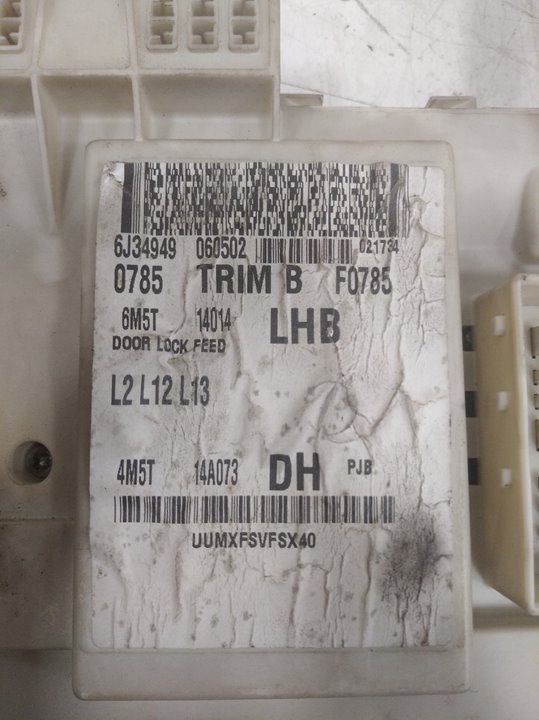 6J34949 060502 021734
0785 TRIM B F0785
6M5T 14014 LHB
DOOR LOCK FEED
L2 L12 L13
4M5T 14A073 DH PJB
UUMXFSVFSX40